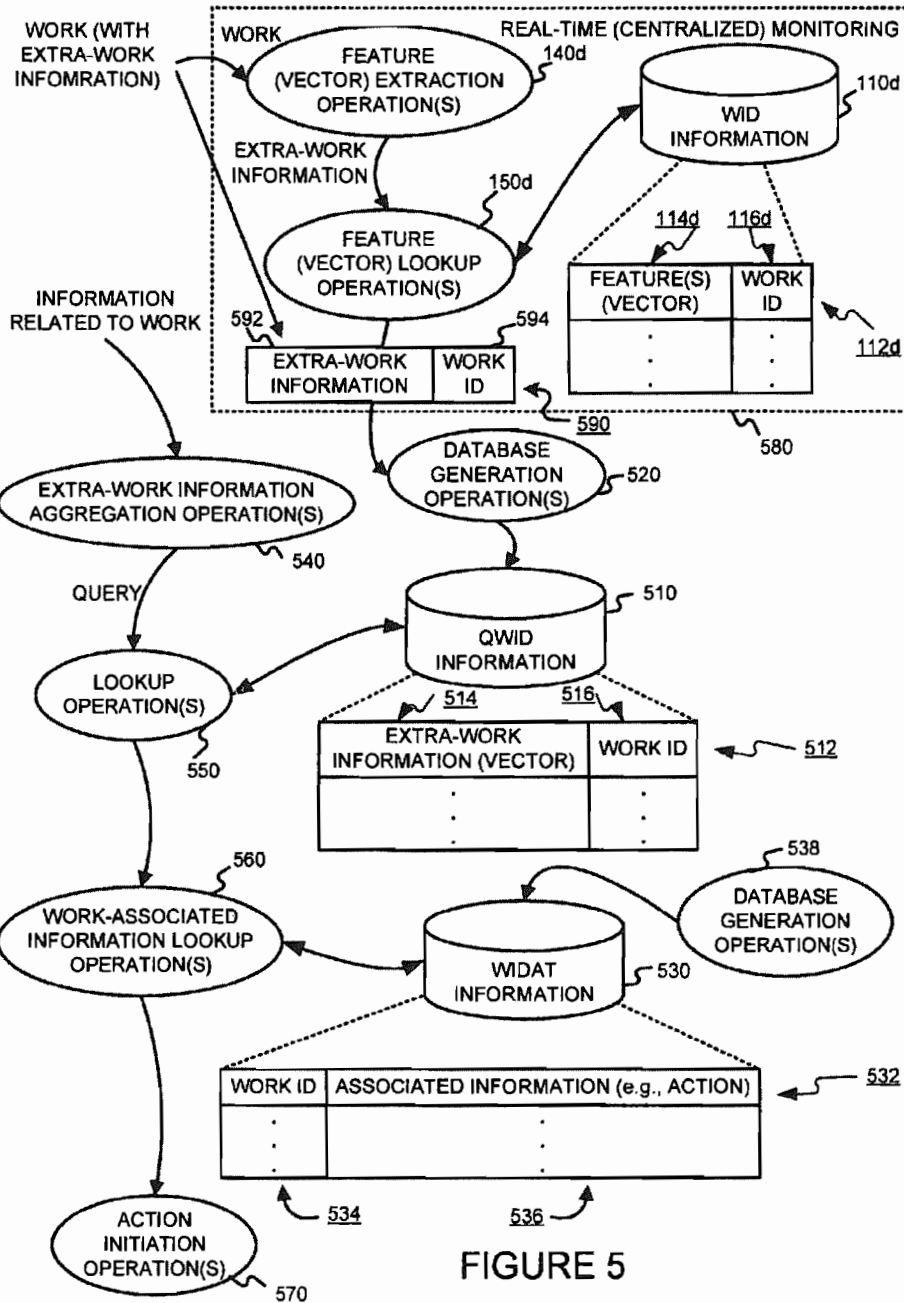 WORK (WITH
EXTRA-WORK
INFOMRATION)
WORK
REAL-TIME (CENTRALIZED) MONITORING
FEATURE
(VECTOR) EXTRACTION
OPERATION(S)
140d
WID
INFORMATION
110d
EXTRA-WORK
INFORMATION
150d
FEATURE
(VECTOR) LOOKUP
OPERATION(S)
114d
116d
FEATURE(S)
(VECTOR)
WORK
ID
112d
INFORMATION
RELATED TO WORK
592
594
EXTRA-WORK
INFORMATION
WORK
ID
590
580
DATABASE
GENERATION
OPERATION(S)
520
EXTRA-WORK INFORMATION
AGGREGATION OPERATION(S)
540
QUERY
510
QWID
INFORMATION
LOOKUP
OPERATION(S)
550
514
516
EXTRA-WORK
INFORMATION (VECTOR)
WORK ID
512
560
WORK-ASSOCIATED
INFORMATION LOOKUP
OPERATION(S)
538
DATABASE
GENERATION
OPERATION(S)
WIDAT
INFORMATION
530
WORK ID
ASSOCIATED INFORMATION (e.g., ACTION)
532
534
536
ACTION
INITIATION
OPERATION(S)
570
FIGURE 5